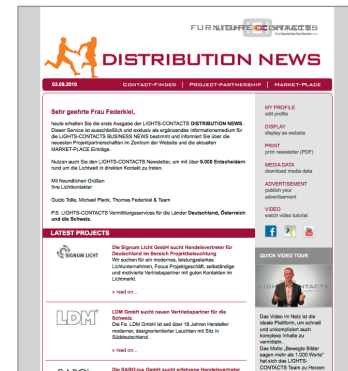 FURNITURE CONTACTS
DISTRIBUTION NEWS
03.08.2010 CONTACT-FINDER | PROJECT-PARTNERSHIP | MARKET-PLACE
Sehr geehrte Frau Federkiel,
heute erhalten Sie die erste Ausgabe der LIGHTS-CONTACTS DISTRIBUTION NEWS.
Dieser Service ist ausschließlich und exklusiv als ergänzendes Informationsmedium für
die LIGHTS-CONTACTS BUSINESS NEWS bestimmt und informiert Sie über die
neuesten Projektpartnerschaften im Zentrum der Website und die aktuellen
MARKET-PLACE Einträge.
Nutzen auch Sie den LIGHTS-CONTACTS Newsletter, um mit über 9.000 Entscheidern
rund um die Lichtwelt in direkten Kontakt zu treten.
Mit freundlichen Grüßen
Ihre Lichtkontakter
Guido Tolle, Michael Plank, Thomas Federkiel & Team
P.S. LIGHTS-CONTACTS Vermittlungsservices für die Länder Deutschland, Österreich
und die Schweiz.
MY PROFILE
edit profile
DISPLAY
display as website
PRINT
print newsletter (PDF)
MEDIA DATA
download media data
ADVERTISEMENT
publish your
advertisement
VIDEO
watch video tutorial
LATEST PROJECTS
SIGNUM LICHT
Die Signum Licht GmbH sucht Handelsvertreter für
Deutschland im Bereich Projektbeleuchtung
Wir suchen für ein modernes, leistungsstarkes
Lichtunternehmen, Focus Projektgeschäft, selbständige
und motivierte Vertriebspartner mit guten Kontakten im
Lichtmarkt.
» read on...
LDM
LDM GmbH sucht neuen Vertriebspartner für die
Schweiz.
Die Fa. LDM GmbH ist seit über 18 Jahren Hersteller
moderner, designorientierter Leuchten mit Sitz in
Süddeutschland.
» read on...
QUICK VIDEO TOUR
Das Video im Netz ist die
ideale Plattform, um schnell
und unkompliziert auch
komplexe Inhalte zu
vermitteln.
Das Motto „Bewegte Bilder
sagen mehr als 1.000 Worte“
hat sich das LIGHTS-
CONTACTS Team zu Herzen